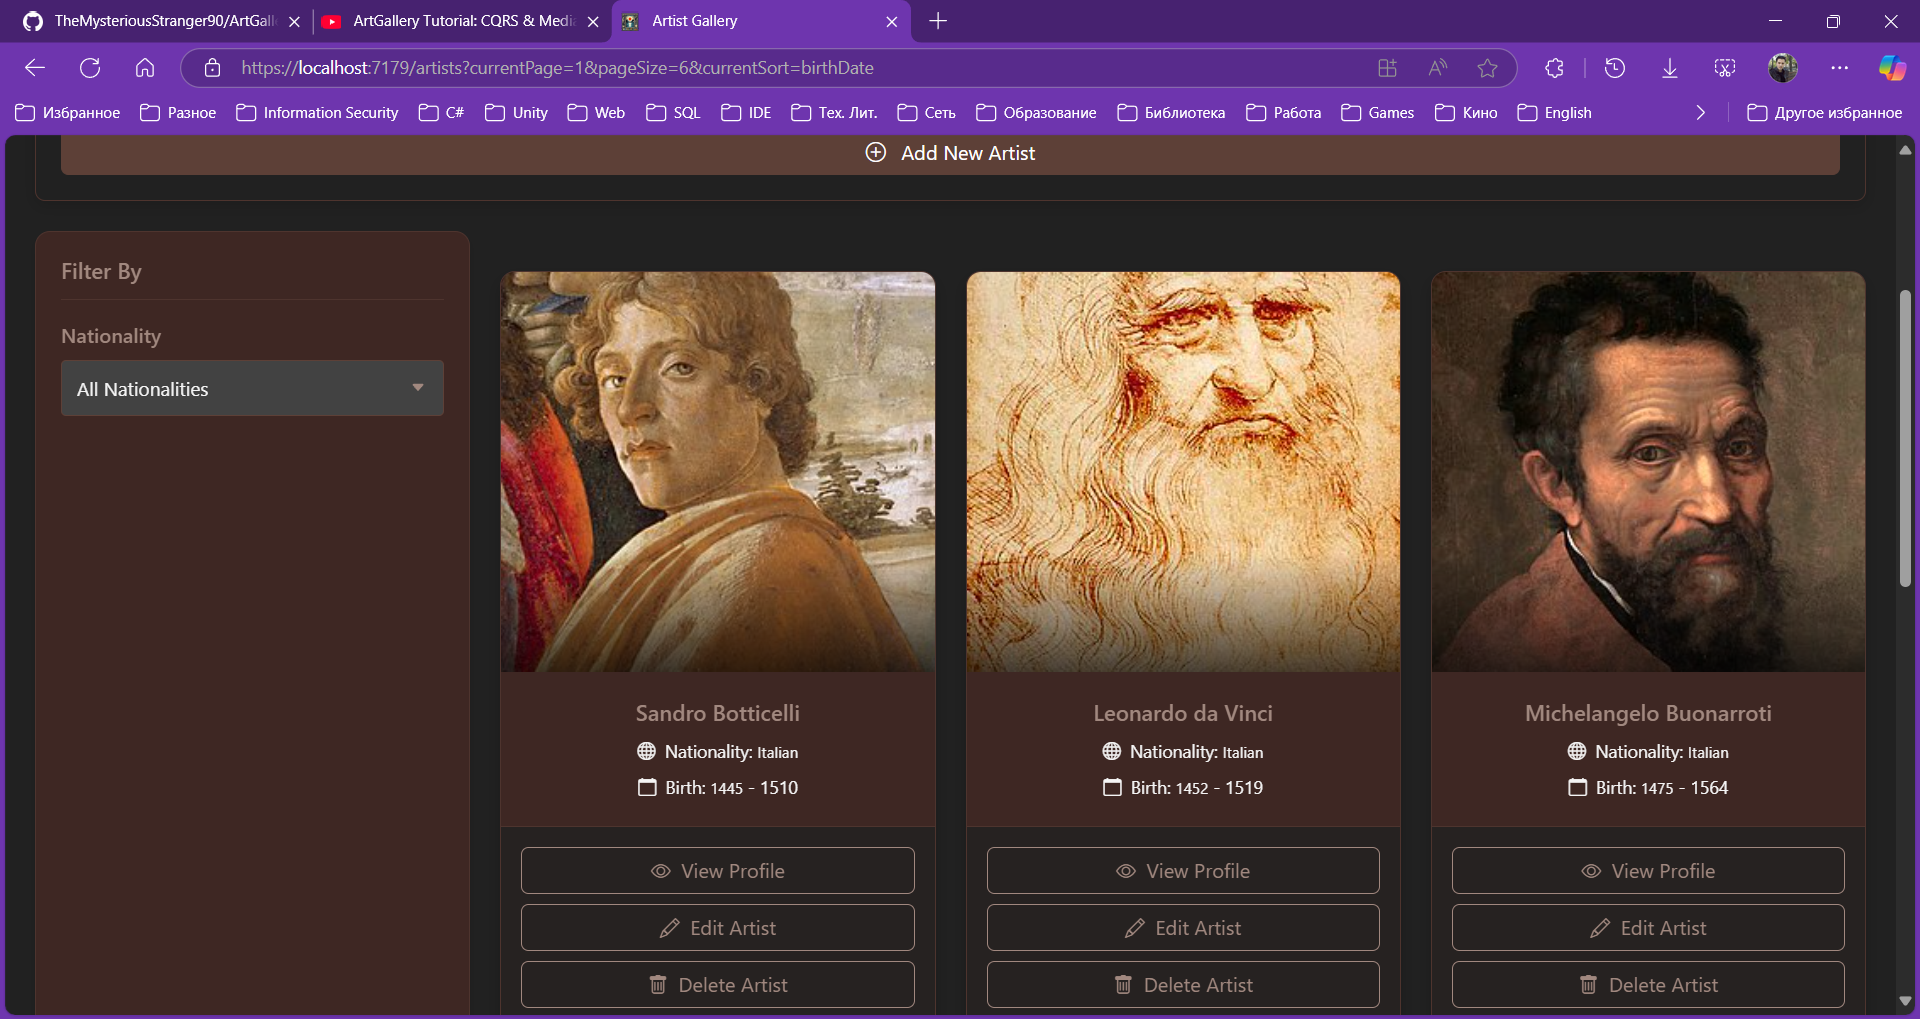 TheMysteriousStranger90/ArtGall
ArtGallery Tutorial: CQRS & Media
Artist Gallery
https://localhost:7179/artists?currentPage=1&pageSize=6&currentSort=birthDate
Избранное
Разное
Information Security
C#
Unity
Web
SQL
IDE
Тех. Лит.
Сеть
Образование
Библиотека
Работа
Games
Кино
English
Другое избранное
Add New Artist
Filter By
Nationality
All Nationalities
Sandro Botticelli
Nationality: Italian
Birth: 1445 - 1510
View Profile
Edit Artist
Delete Artist
Leonardo da Vinci
Nationality: Italian
Birth: 1452 - 1519
View Profile
Edit Artist
Delete Artist
Michelangelo Buonarroti
Nationality: Italian
Birth: 1475 - 1564
View Profile
Edit Artist
Delete Artist